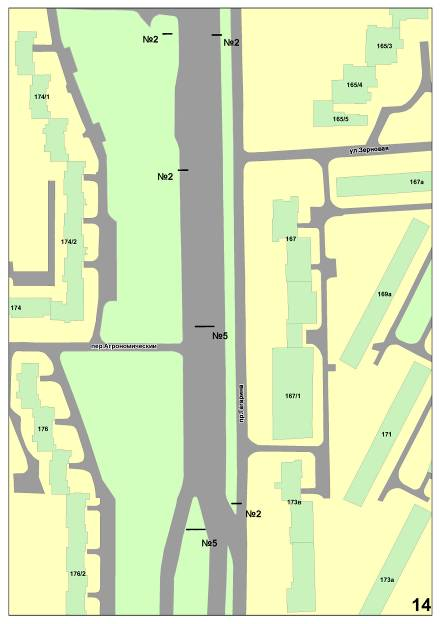 №2
№2
165/3
165/4
174/1
165/5
ул.Зерновая
№2
167а
174/2
167
169а
174
№5
пер.Агрономический
167/1
пр.Гагарина
176
171
173в
№2
№5
176/2
173а
14